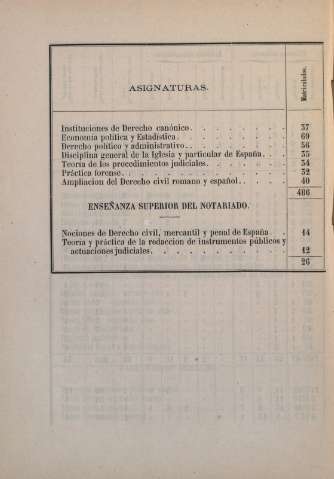 ASIGNATURAS.
Matriculados.
Instituciones de Derecho canónico. . . . . . . . 37
Economía política y Estadística. . . . . . . . . 69
Derecho político y administrativo. . . . . . . . 56
Disciplina general de la Iglesia y particular de España. . . 35
Teoría de los procedimientos judiciales. . . . . . 34
Práctica forense. . . . . . . . . . . . 32
Ampliacion del Derecho civil romano y español. . . . . 40
486
ENSEÑANZA SUPERIOR DEL NOTARIADO.
Nociones de Derecho civil, mercantil y penal de España . 14
Teoría y práctica de la redaccion de instrumentos públicos y
actuaciones judiciales. . . . . . . . . . 12
26